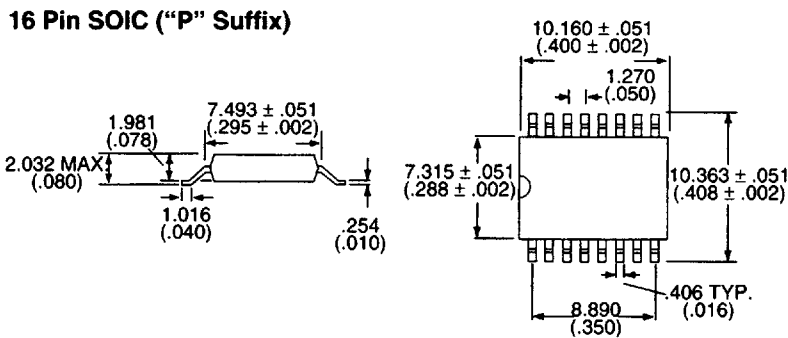 16 Pin SOIC (“P” Suffix)
10.160 ± .051
(.400 ± .002)
1.270
(.050)
1.981
(.078)
7.493 ± .051
(.295 ± .002)
2.032 MAX
(.080)
7.315 ± .051
(.288 ± .002)
10.363 ± .051
(.408 ± .002)
1.016
(.040)
.254
(.010)
.406 TYP.
(.016)
8.890
(.350)